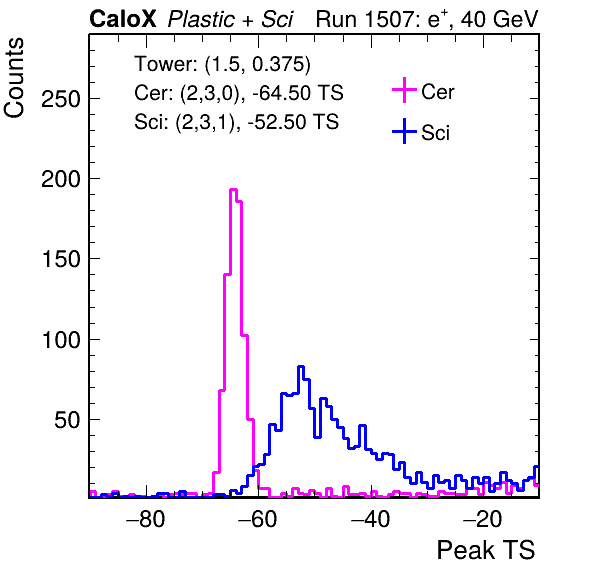 CaloX Plastic + Sci Run 1507: e+, 40 GeV
Counts
Tower: (1.5, 0.375)
Cer: (2,3,0), -64.50 TS
Sci: (2,3,1), -52.50 TS
Cer
Sci
250
200
150
100
50
−80 −60 −40 −20
Peak TS